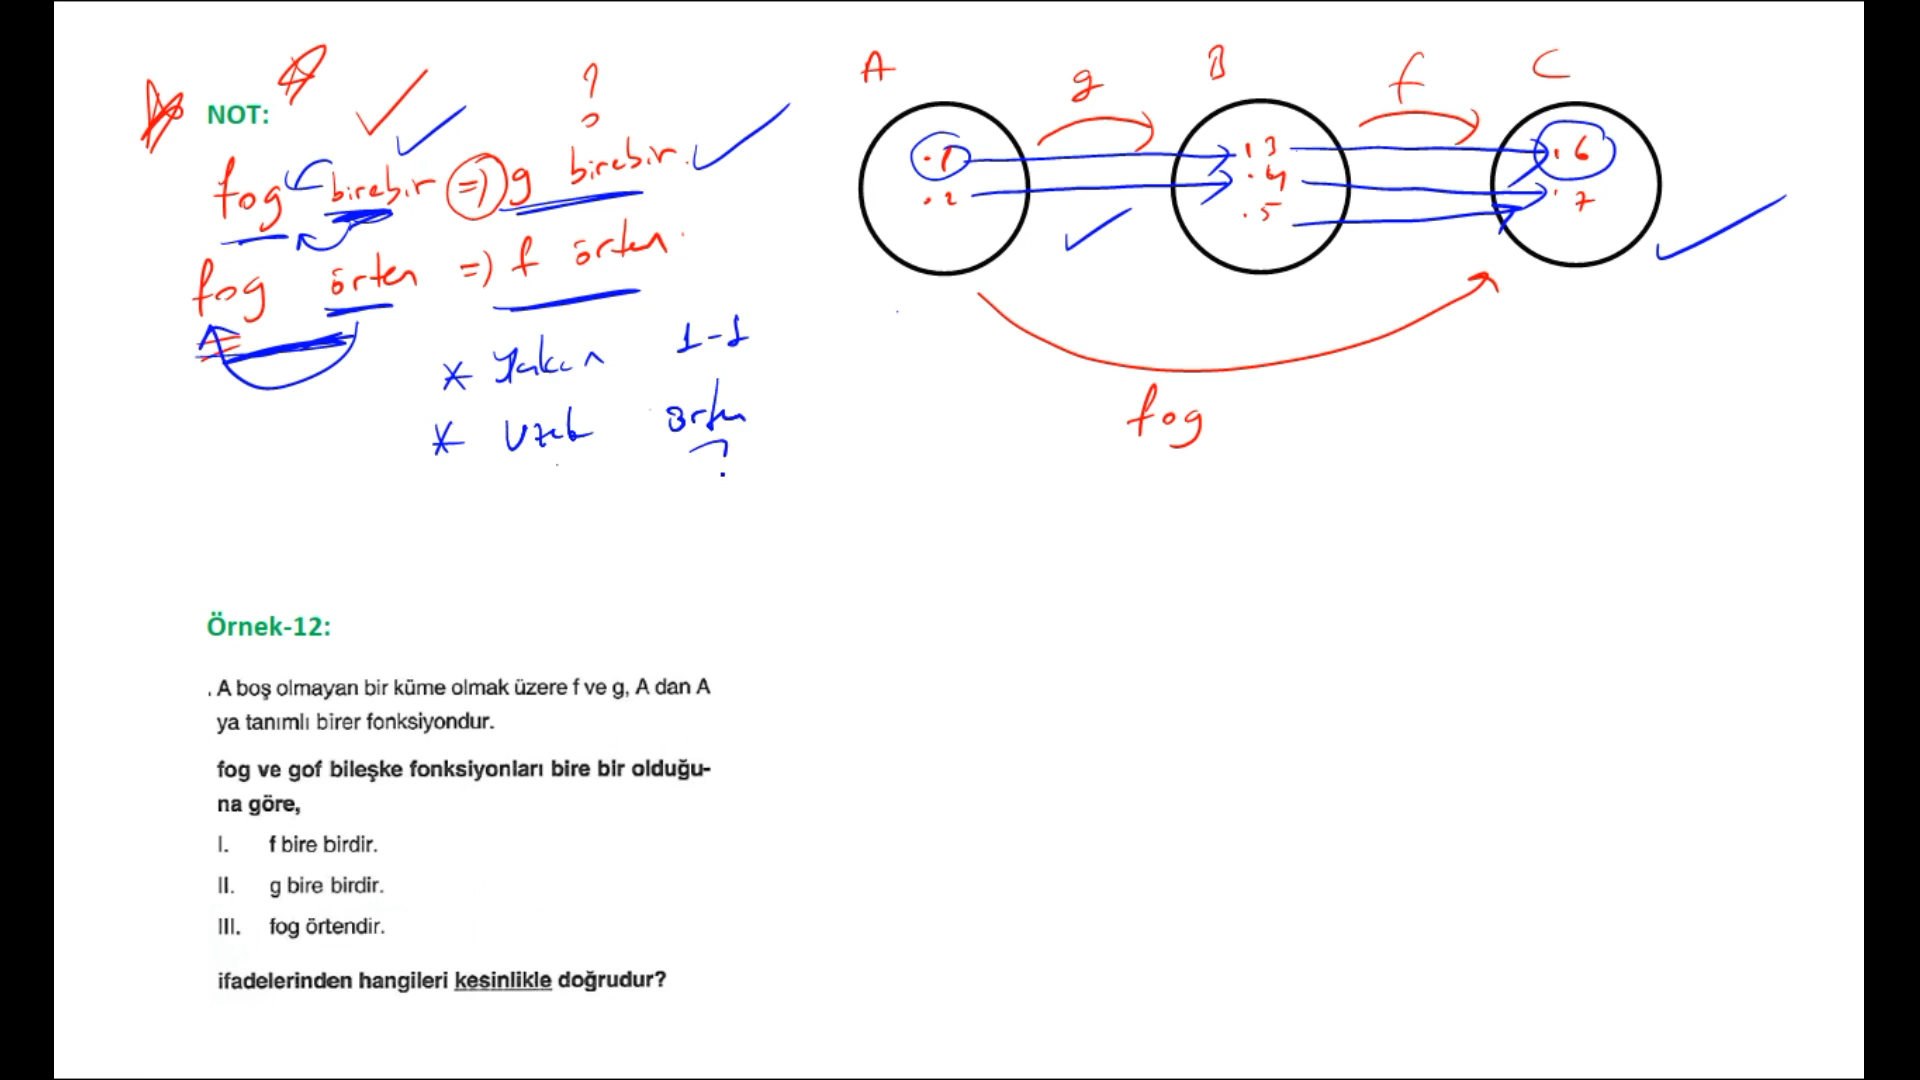 NOT:
fog birebir => g birebir.
?
fog örten => f örten.
* Yakın 1-1
* Uzak örten
?
A g B f C
.1
.2
.3
.4
.5
.6
.7
fog
Örnek-12:
. A boş olmayan bir küme olmak üzere f ve g, A dan A
ya tanımlı birer fonksiyondur.
fog ve gof bileşke fonksiyonları bire bir olduğu-
na göre,
I. f bire birdir.
II. g bire birdir.
III. fog örtendir.
ifadelerinden hangileri kesinlikle doğrudur?